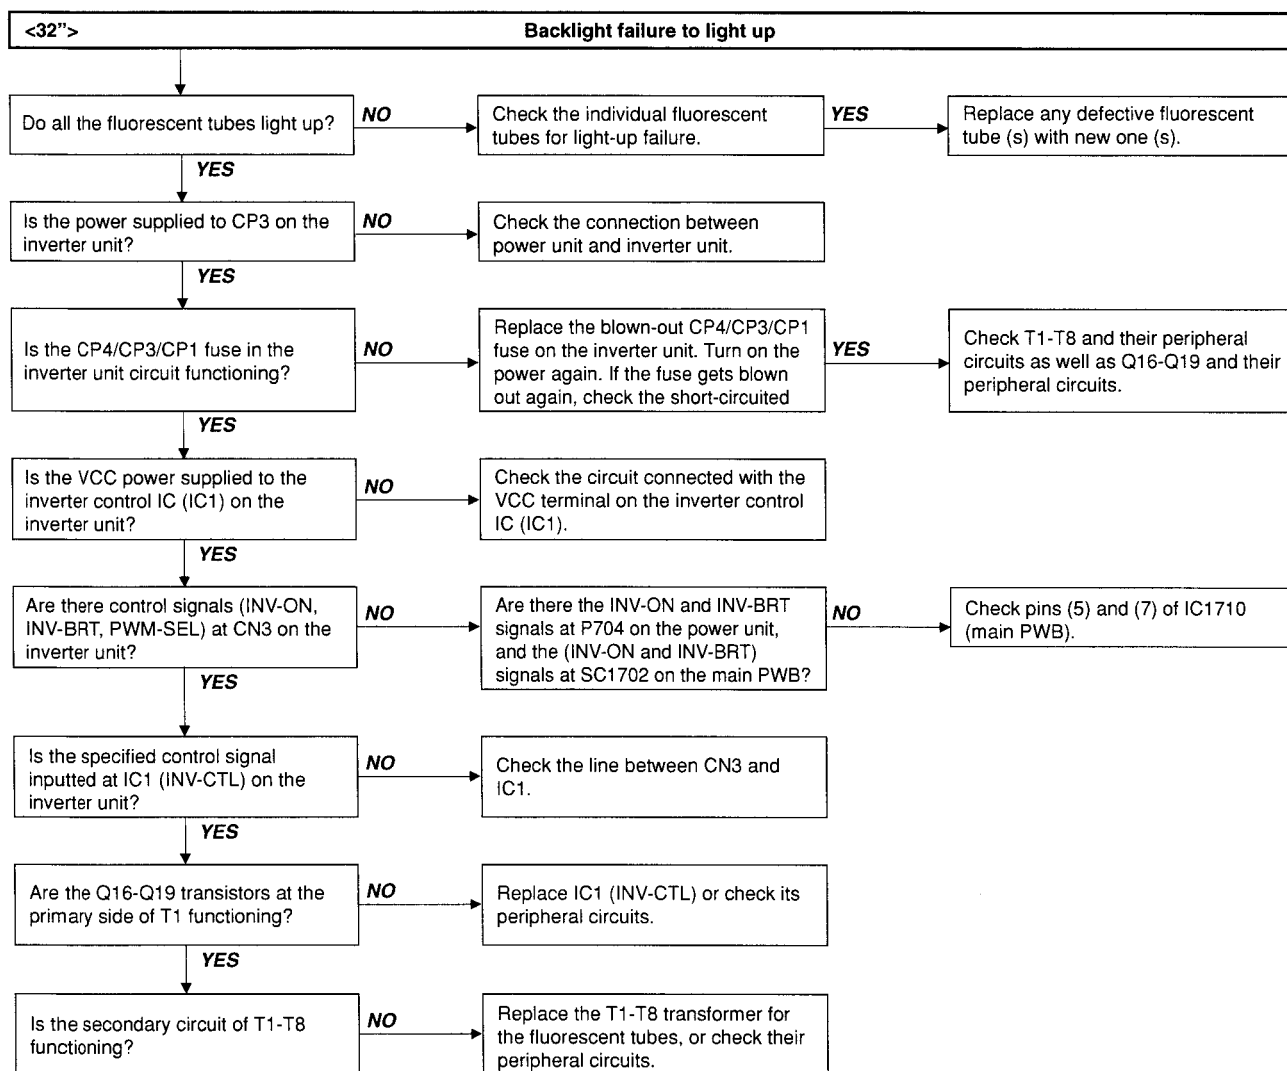 <32”> Backlight failure to light up
Do all the fluorescent tubes light up?
NO
Check the individual fluorescent
tubes for light-up failure.
YES
Replace any defective fluorescent
tube (s) with new one (s).
YES
Is the power supplied to CP3 on the
inverter unit?
NO
Check the connection between
power unit and inverter unit.
YES
Is the CP4/CP3/CP1 fuse in the
inverter unit circuit functioning?
NO
Replace the blown-out CP4/CP3/CP1
fuse on the inverter unit. Turn on the
power again. If the fuse gets blown
out again, check the short-circuited
YES
Check T1-T8 and their peripheral
circuits as well as Q16-Q19 and their
peripheral circuits.
YES
Is the VCC power supplied to the
inverter control IC (IC1) on the
inverter unit?
NO
Check the circuit connected with the
VCC terminal on the inverter control
IC (IC1).
YES
Are there control signals (INV-ON,
INV-BRT, PWM-SEL) at CN3 on the
inverter unit?
NO
Are there the INV-ON and INV-BRT
signals at P704 on the power unit,
and the (INV-ON and INV-BRT)
signals at SC1702 on the main PWB?
NO
Check pins (5) and (7) of IC1710
(main PWB).
YES
Is the specified control signal
inputted at IC1 (INV-CTL) on the
inverter unit?
NO
Check the line between CN3 and
IC1.
YES
Are the Q16-Q19 transistors at the
primary side of T1 functioning?
NO
Replace IC1 (INV-CTL) or check its
peripheral circuits.
YES
Is the secondary circuit of T1-T8
functioning?
NO
Replace the T1-T8 transformer for
the fluorescent tubes, or check their
peripheral circuits.